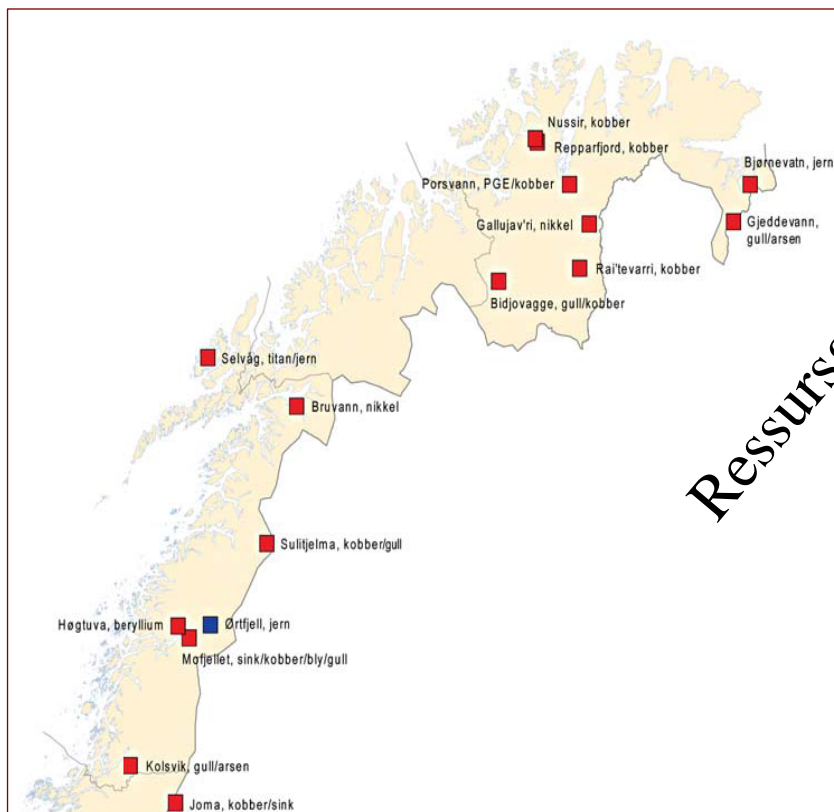 Nussir, kobber
Repparfjord, kobber
Bjørnevatn, jern
Porsvann, PGE/kobber
Gallujav'ri, nikkel
Gjeddevann,
gull/arsen
Rai'tevarri, kobber
Bidjovagge, gull/kobber
Selvåg, titan/jern
Ressurs
Bruvann, nikkel
Sulitjelma, kobber/gull
Høgtuva, beryllium
Ørtfjell, jern
Mofjellet, sink/kobber/bly/gull
Kolsvik, gull/arsen
Joma, kobber/sink